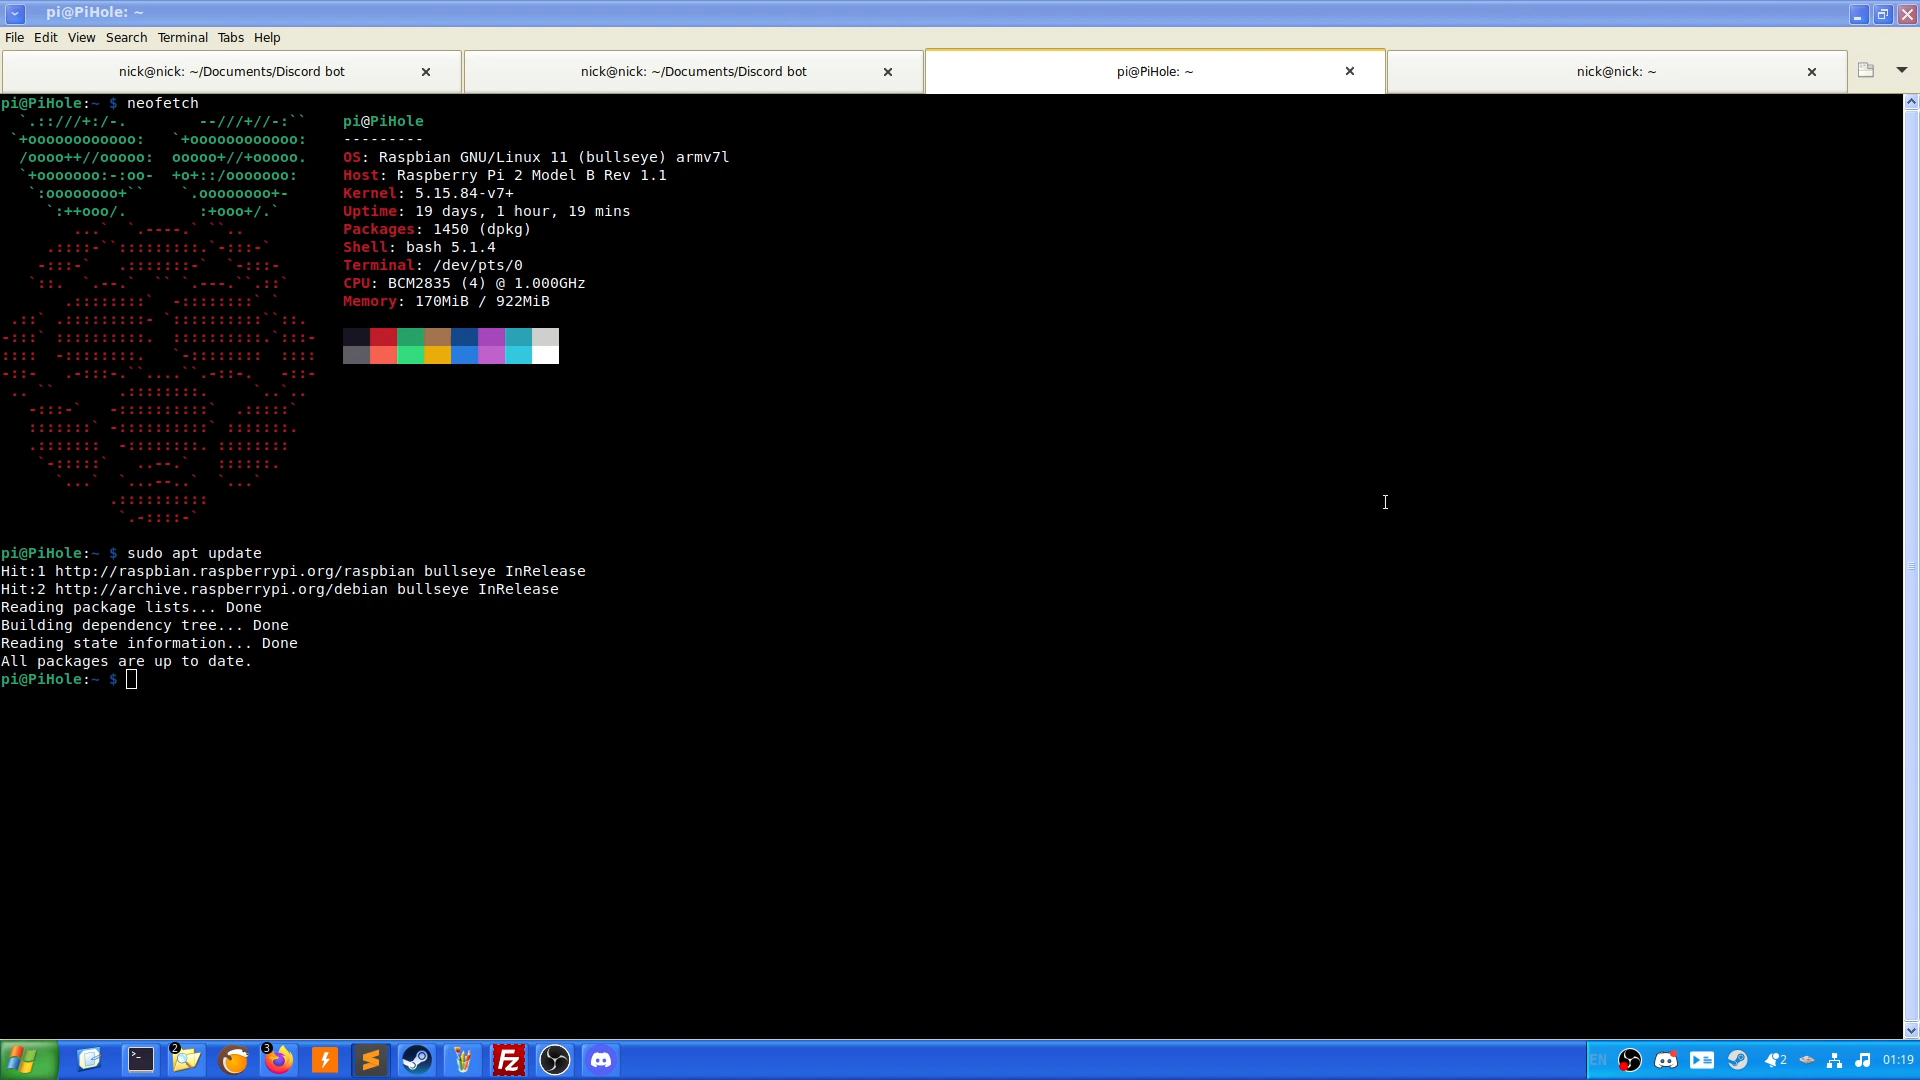 pi@PiHole: ~
File Edit View Search Terminal Tabs Help
nick@nick: ~/Documents/Discord bot
nick@nick: ~/Documents/Discord bot
pi@PiHole: ~
nick@nick: ~
pi@PiHole:~ $ neofetch
pi@PiHole
---------
OS: Raspbian GNU/Linux 11 (bullseye) armv7l
Host: Raspberry Pi 2 Model B Rev 1.1
Kernel: 5.15.84-v7+
Uptime: 19 days, 1 hour, 19 mins
Packages: 1450 (dpkg)
Shell: bash 5.1.4
Terminal: /dev/pts/0
CPU: BCM2835 (4) @ 1.000GHz
Memory: 170MiB / 922MiB
pi@PiHole:~ $ sudo apt update
Hit:1 http://raspbian.raspberrypi.org/raspbian bullseye InRelease
Hit:2 http://archive.raspberrypi.org/debian bullseye InRelease
Reading package lists... Done
Building dependency tree... Done
Reading state information... Done
All packages are up to date.
pi@PiHole:~ $
2
3
Fz
EN
2
01:19